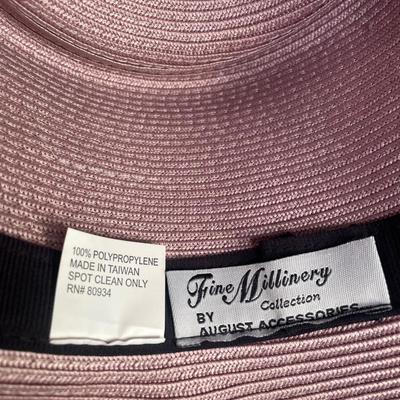 100% POLYPROPYLENE
MADE IN TAIWAN
SPOT CLEAN ONLY
RN# 80934
Fine Millinery
Collection
BY
AUGUST ACCESSORIES